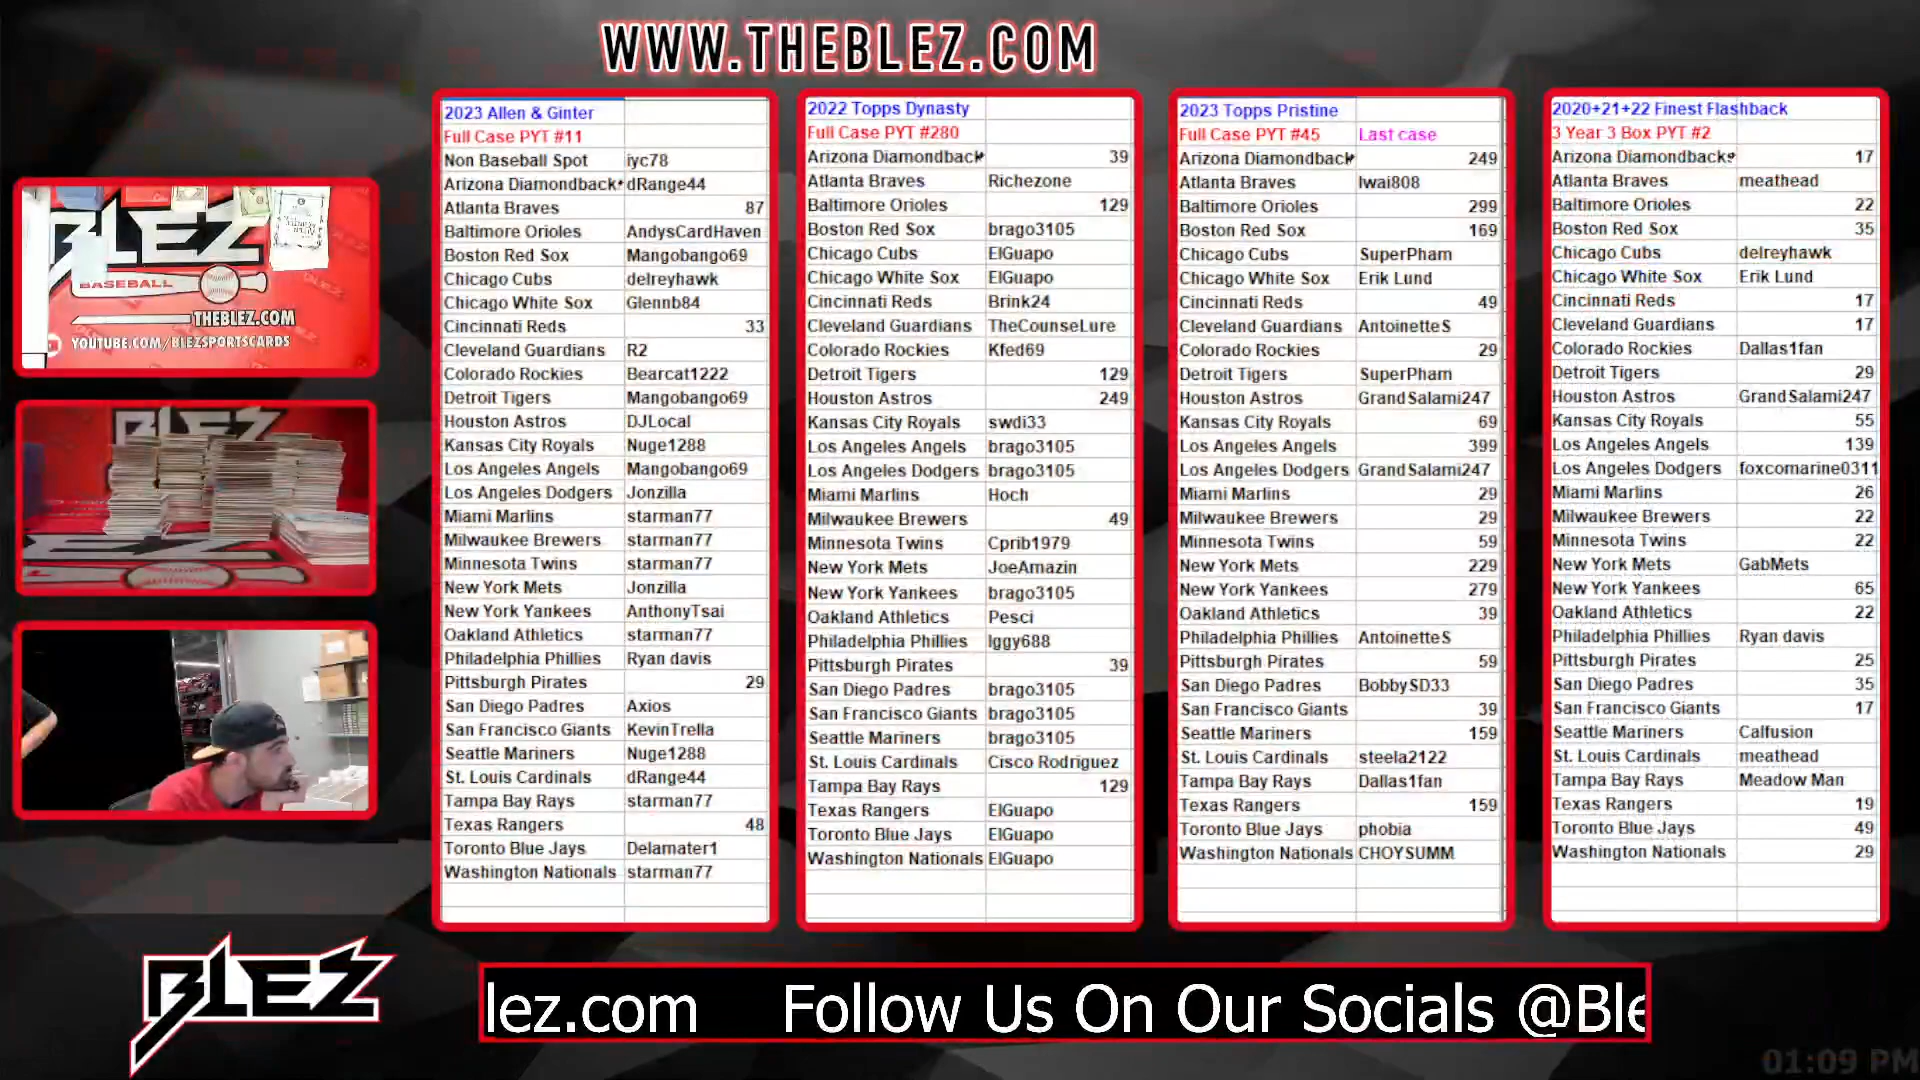 WWW.THEBLEZ.COM
2023 Allen & Ginter
Full Case PYT #11
Non Baseball Spot iyc78
Arizona Diamondback dRange44
Atlanta Braves 87
Baltimore Orioles AndysCardHaven
Boston Red Sox Mangobango69
Chicago Cubs delreyhawk
Chicago White Sox Glennb84
Cincinnati Reds 33
Cleveland Guardians R2
Colorado Rockies Bearcat1222
Detroit Tigers Mangobango69
Houston Astros DJLocal
Kansas City Royals Nuge1288
Los Angeles Angels Mangobango69
Los Angeles Dodgers Jonzilla
Miami Marlins starman77
Milwaukee Brewers starman77
Minnesota Twins starman77
New York Mets Jonzilla
New York Yankees AnthonyTsai
Oakland Athletics starman77
Philadelphia Phillies Ryan davis
Pittsburgh Pirates 29
San Diego Padres Axios
San Francisco Giants KevinTrella
Seattle Mariners Nuge1288
St. Louis Cardinals dRange44
Tampa Bay Rays starman77
Texas Rangers 48
Toronto Blue Jays Delamater1
Washington Nationals starman77
2022 Topps Dynasty
Full Case PYT #280
Arizona Diamondback 39
Atlanta Braves Richezone
Baltimore Orioles 129
Boston Red Sox brago3105
Chicago Cubs ElGuapo
Chicago White Sox ElGuapo
Cincinnati Reds Brink24
Cleveland Guardians TheCounseLure
Colorado Rockies Kfed69
Detroit Tigers 129
Houston Astros 249
Kansas City Royals swdi33
Los Angeles Angels brago3105
Los Angeles Dodgers brago3105
Miami Marlins Hoch
Milwaukee Brewers 49
Minnesota Twins Cprib1979
New York Mets JoeAmazin
New York Yankees brago3105
Oakland Athletics Pesci
Philadelphia Phillies Iggy688
Pittsburgh Pirates 39
San Diego Padres brago3105
San Francisco Giants brago3105
Seattle Mariners brago3105
St. Louis Cardinals Cisco Rodriguez
Tampa Bay Rays 129
Texas Rangers ElGuapo
Toronto Blue Jays ElGuapo
Washington Nationals ElGuapo
2023 Topps Pristine
Full Case PYT #45 Last case
Arizona Diamondback 249
Atlanta Braves lwai808
Baltimore Orioles 299
Boston Red Sox 169
Chicago Cubs SuperPham
Chicago White Sox Erik Lund
Cincinnati Reds 49
Cleveland Guardians AntoinetteS
Colorado Rockies 29
Detroit Tigers SuperPham
Houston Astros GrandSalami247
Kansas City Royals 69
Los Angeles Angels 399
Los Angeles Dodgers GrandSalami247
Miami Marlins 29
Milwaukee Brewers 29
Minnesota Twins 59
New York Mets 229
New York Yankees 279
Oakland Athletics 39
Philadelphia Phillies AntoinetteS
Pittsburgh Pirates 59
San Diego Padres BobbySD33
San Francisco Giants 39
Seattle Mariners 159
St. Louis Cardinals steela2122
Tampa Bay Rays Dallas1fan
Texas Rangers 159
Toronto Blue Jays phobia
Washington Nationals CHOYSUMM
2020+21+22 Finest Flashback
3 Year 3 Box PYT #2
Arizona Diamondbacks 17
Atlanta Braves meathead
Baltimore Orioles 22
Boston Red Sox 35
Chicago Cubs delreyhawk
Chicago White Sox Erik Lund
Cincinnati Reds 17
Cleveland Guardians 17
Colorado Rockies Dallas1fan
Detroit Tigers 29
Houston Astros GrandSalami247
Kansas City Royals 55
Los Angeles Angels 139
Los Angeles Dodgers foxcomarine0311
Miami Marlins 26
Milwaukee Brewers 22
Minnesota Twins 22
New York Mets GabMets
New York Yankees 65
Oakland Athletics 22
Philadelphia Phillies Ryan davis
Pittsburgh Pirates 25
San Diego Padres 35
San Francisco Giants 17
Seattle Mariners Calfusion
St. Louis Cardinals meathead
Tampa Bay Rays Meadow Man
Texas Rangers 19
Toronto Blue Jays 49
Washington Nationals 29
BLEZ
BASEBALL
THEBLEZ.COM
YOUTUBE.COM/BLEZSPORTSCARDS
BLEZ
BLEZ
lez.com Follow Us On Our Socials @Ble
01:09 PM